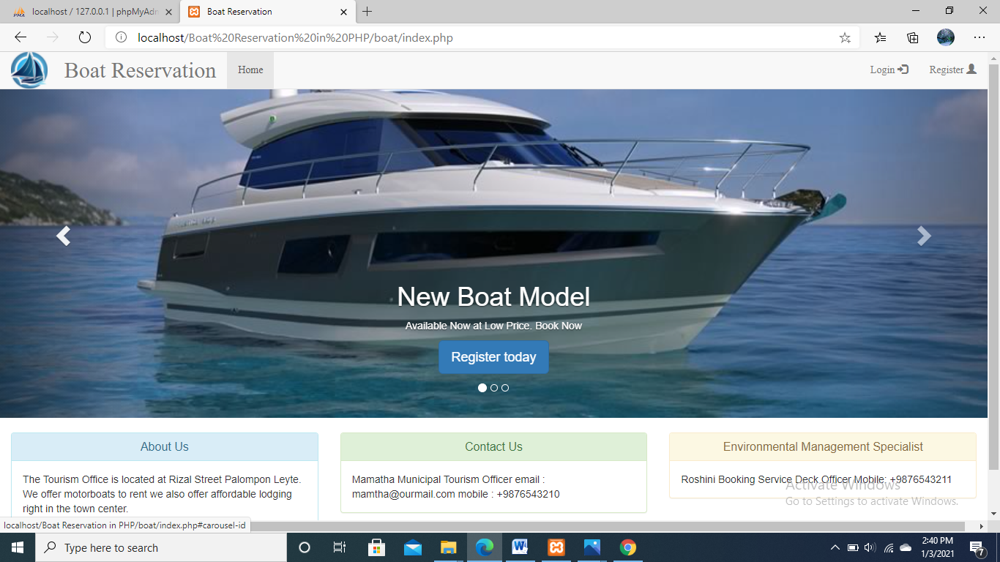 localhost / 127.0.0.1 | phpMyAdm
Boat Reservation
localhost/Boat%20Reservation%20in%20PHP/boat/index.php
Boat Reservation
Home
Login
Register
New Boat Model
Available Now at Low Price. Book Now
Register today
About Us
The Tourism Office is located at Rizal Street Palompon Leyte.
We offer motorboats to rent we also offer affordable lodging
right in the town center.
Contact Us
Mamatha Municipal Tourism Officer email :
mamtha@ourmail.com mobile : +9876543210
Environmental Management Specialist
Roshini Booking Service Deck Officer Mobile: +9876543211
Activate Windows
Go to Settings to activate Windows.
localhost/Boat Reservation in PHP/boat/index.php#carousel-id
Type here to search
2:40 PM
1/3/2021
7